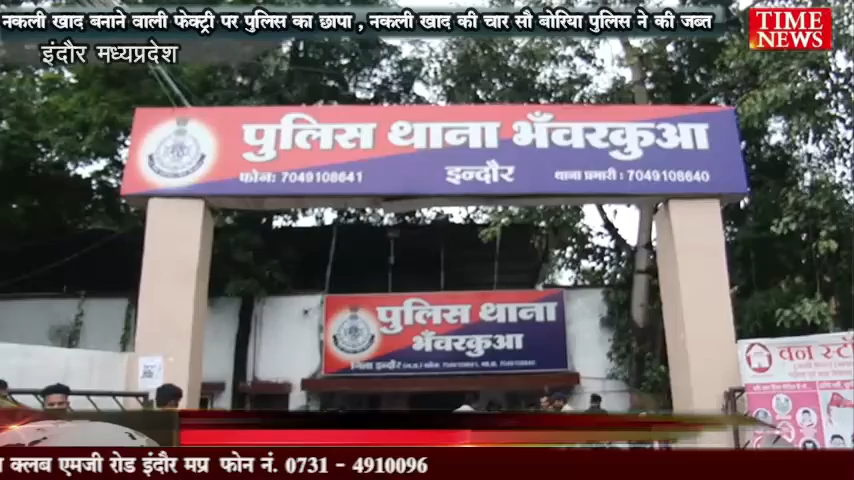 नकली खाद बनाने वाली फेक्ट्री पर पुलिस का छापा , नकली खाद की चार सौ बोरिया पुलिस ने की जब्त
TIME
NEWS
इंदौर मध्यप्रदेश
पुलिस थाना भँवरकुआ
फोन: 7049108641 इन्दौर थाना प्रभारी : 7049108640
पुलिस थाना
भँवरकुआ
जिला इन्दौर
वन स्टॉ
क्लब एमजी रोड इंदौर मप्र फोन नं. 0731 - 4910096